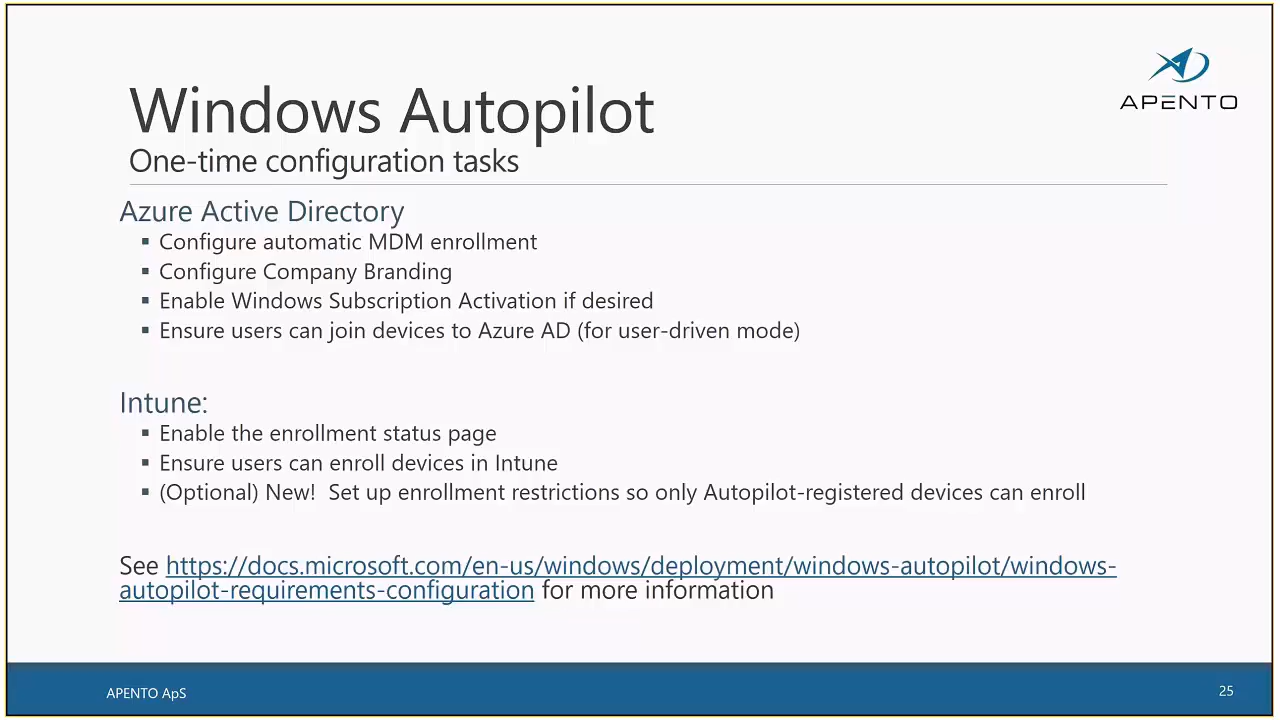 APENTO
Windows Autopilot
One-time configuration tasks
Azure Active Directory
▪ Configure automatic MDM enrollment
▪ Configure Company Branding
▪ Enable Windows Subscription Activation if desired
▪ Ensure users can join devices to Azure AD (for user-driven mode)
Intune:
▪ Enable the enrollment status page
▪ Ensure users can enroll devices in Intune
▪ (Optional) New!  Set up enrollment restrictions so only Autopilot-registered devices can enroll
See https://docs.microsoft.com/en-us/windows/deployment/windows-autopilot/windows-
autopilot-requirements-configuration for more information
APENTO ApS
25